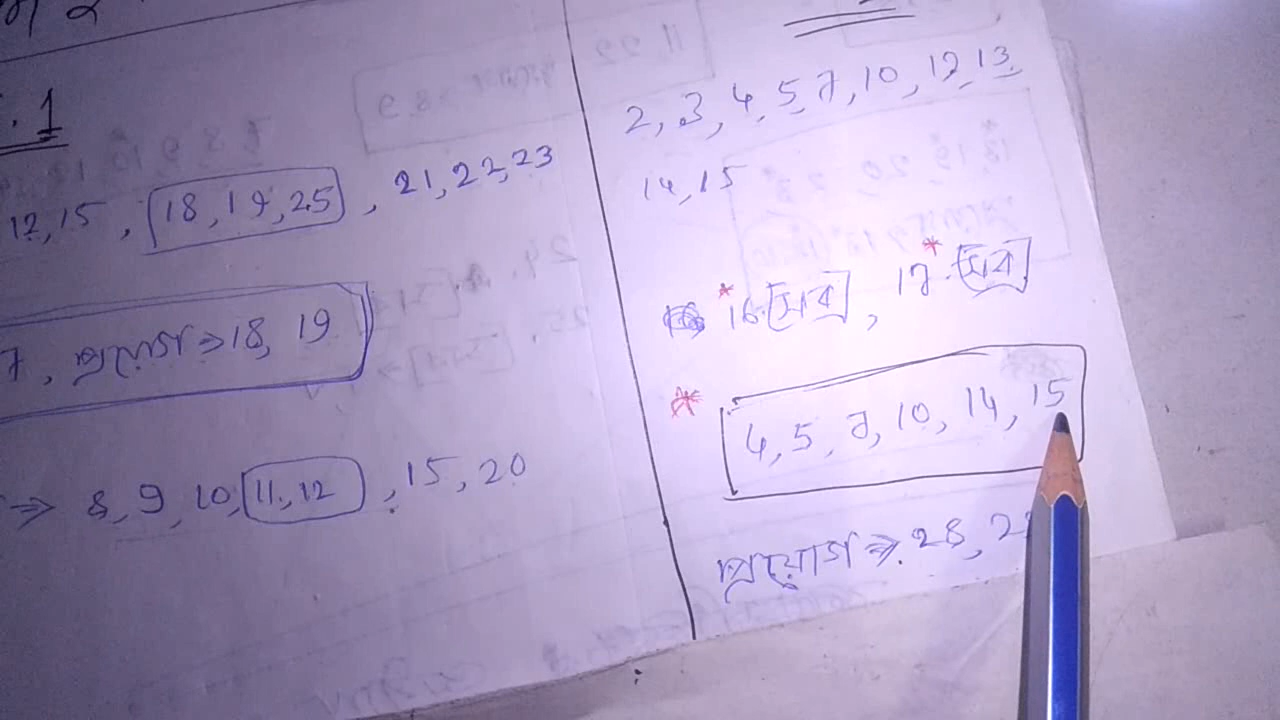 . 1
12, 15, 18, 19, 25, 21, 22, 23
7, প্রয়োগ ⇒ 18, 19
⇒ 8, 9, 10, 11, 12, 15, 20
2, 3, 4, 5, 7, 10, 12, 13
14, 15
* 16. [সব], 17. * [সব]
* 4, 5, 7, 10, 14, 15
প্রয়োগ ⇒ 28, 2